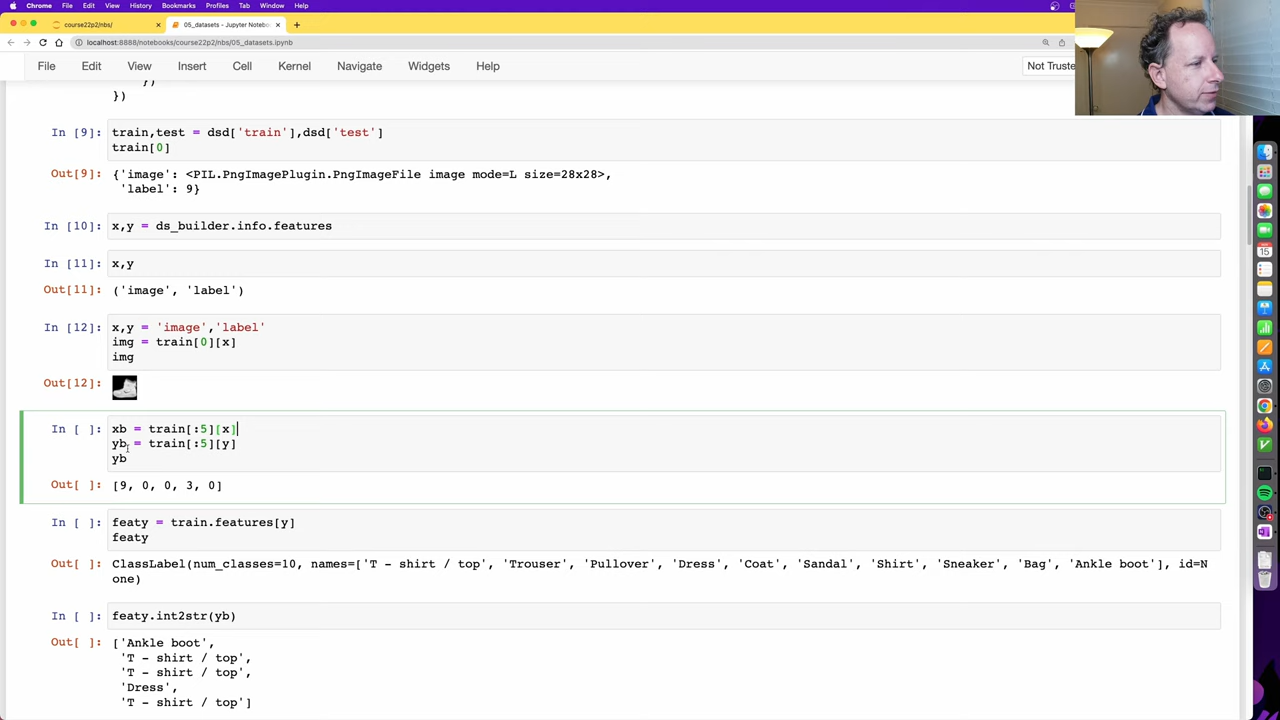 Chrome File Edit View History Bookmarks Profiles Tab Window Help
course22p2/nbs/
05_datasets - Jupyter Notebo
localhost:8888/notebooks/course22p2/nbs/05_datasets.ipynb
File Edit View Insert Cell Kernel Navigate Widgets Help
Not Truste
})
})
In [9]: train,test = dsd['train'],dsd['test']
train[0]
Out[9]: {'image': <PIL.PngImagePlugin.PngImageFile image mode=L size=28x28>,
'label': 9}
In [10]: x,y = ds_builder.info.features
In [11]: x,y
Out[11]: ('image', 'label')
In [12]: x,y = 'image','label'
img = train[0][x]
img
Out[12]:
In [ ]: xb = train[:5][x]
yb = train[:5][y]
yb
Out[ ]: [9, 0, 0, 3, 0]
In [ ]: featy = train.features[y]
featy
Out[ ]: ClassLabel(num_classes=10, names=['T - shirt / top', 'Trouser', 'Pullover', 'Dress', 'Coat', 'Sandal', 'Shirt', 'Sneaker', 'Bag', 'Ankle boot'], id=N
one)
In [ ]: featy.int2str(yb)
Out[ ]: ['Ankle boot',
'T - shirt / top',
'T - shirt / top',
'Dress',
'T - shirt / top']
15